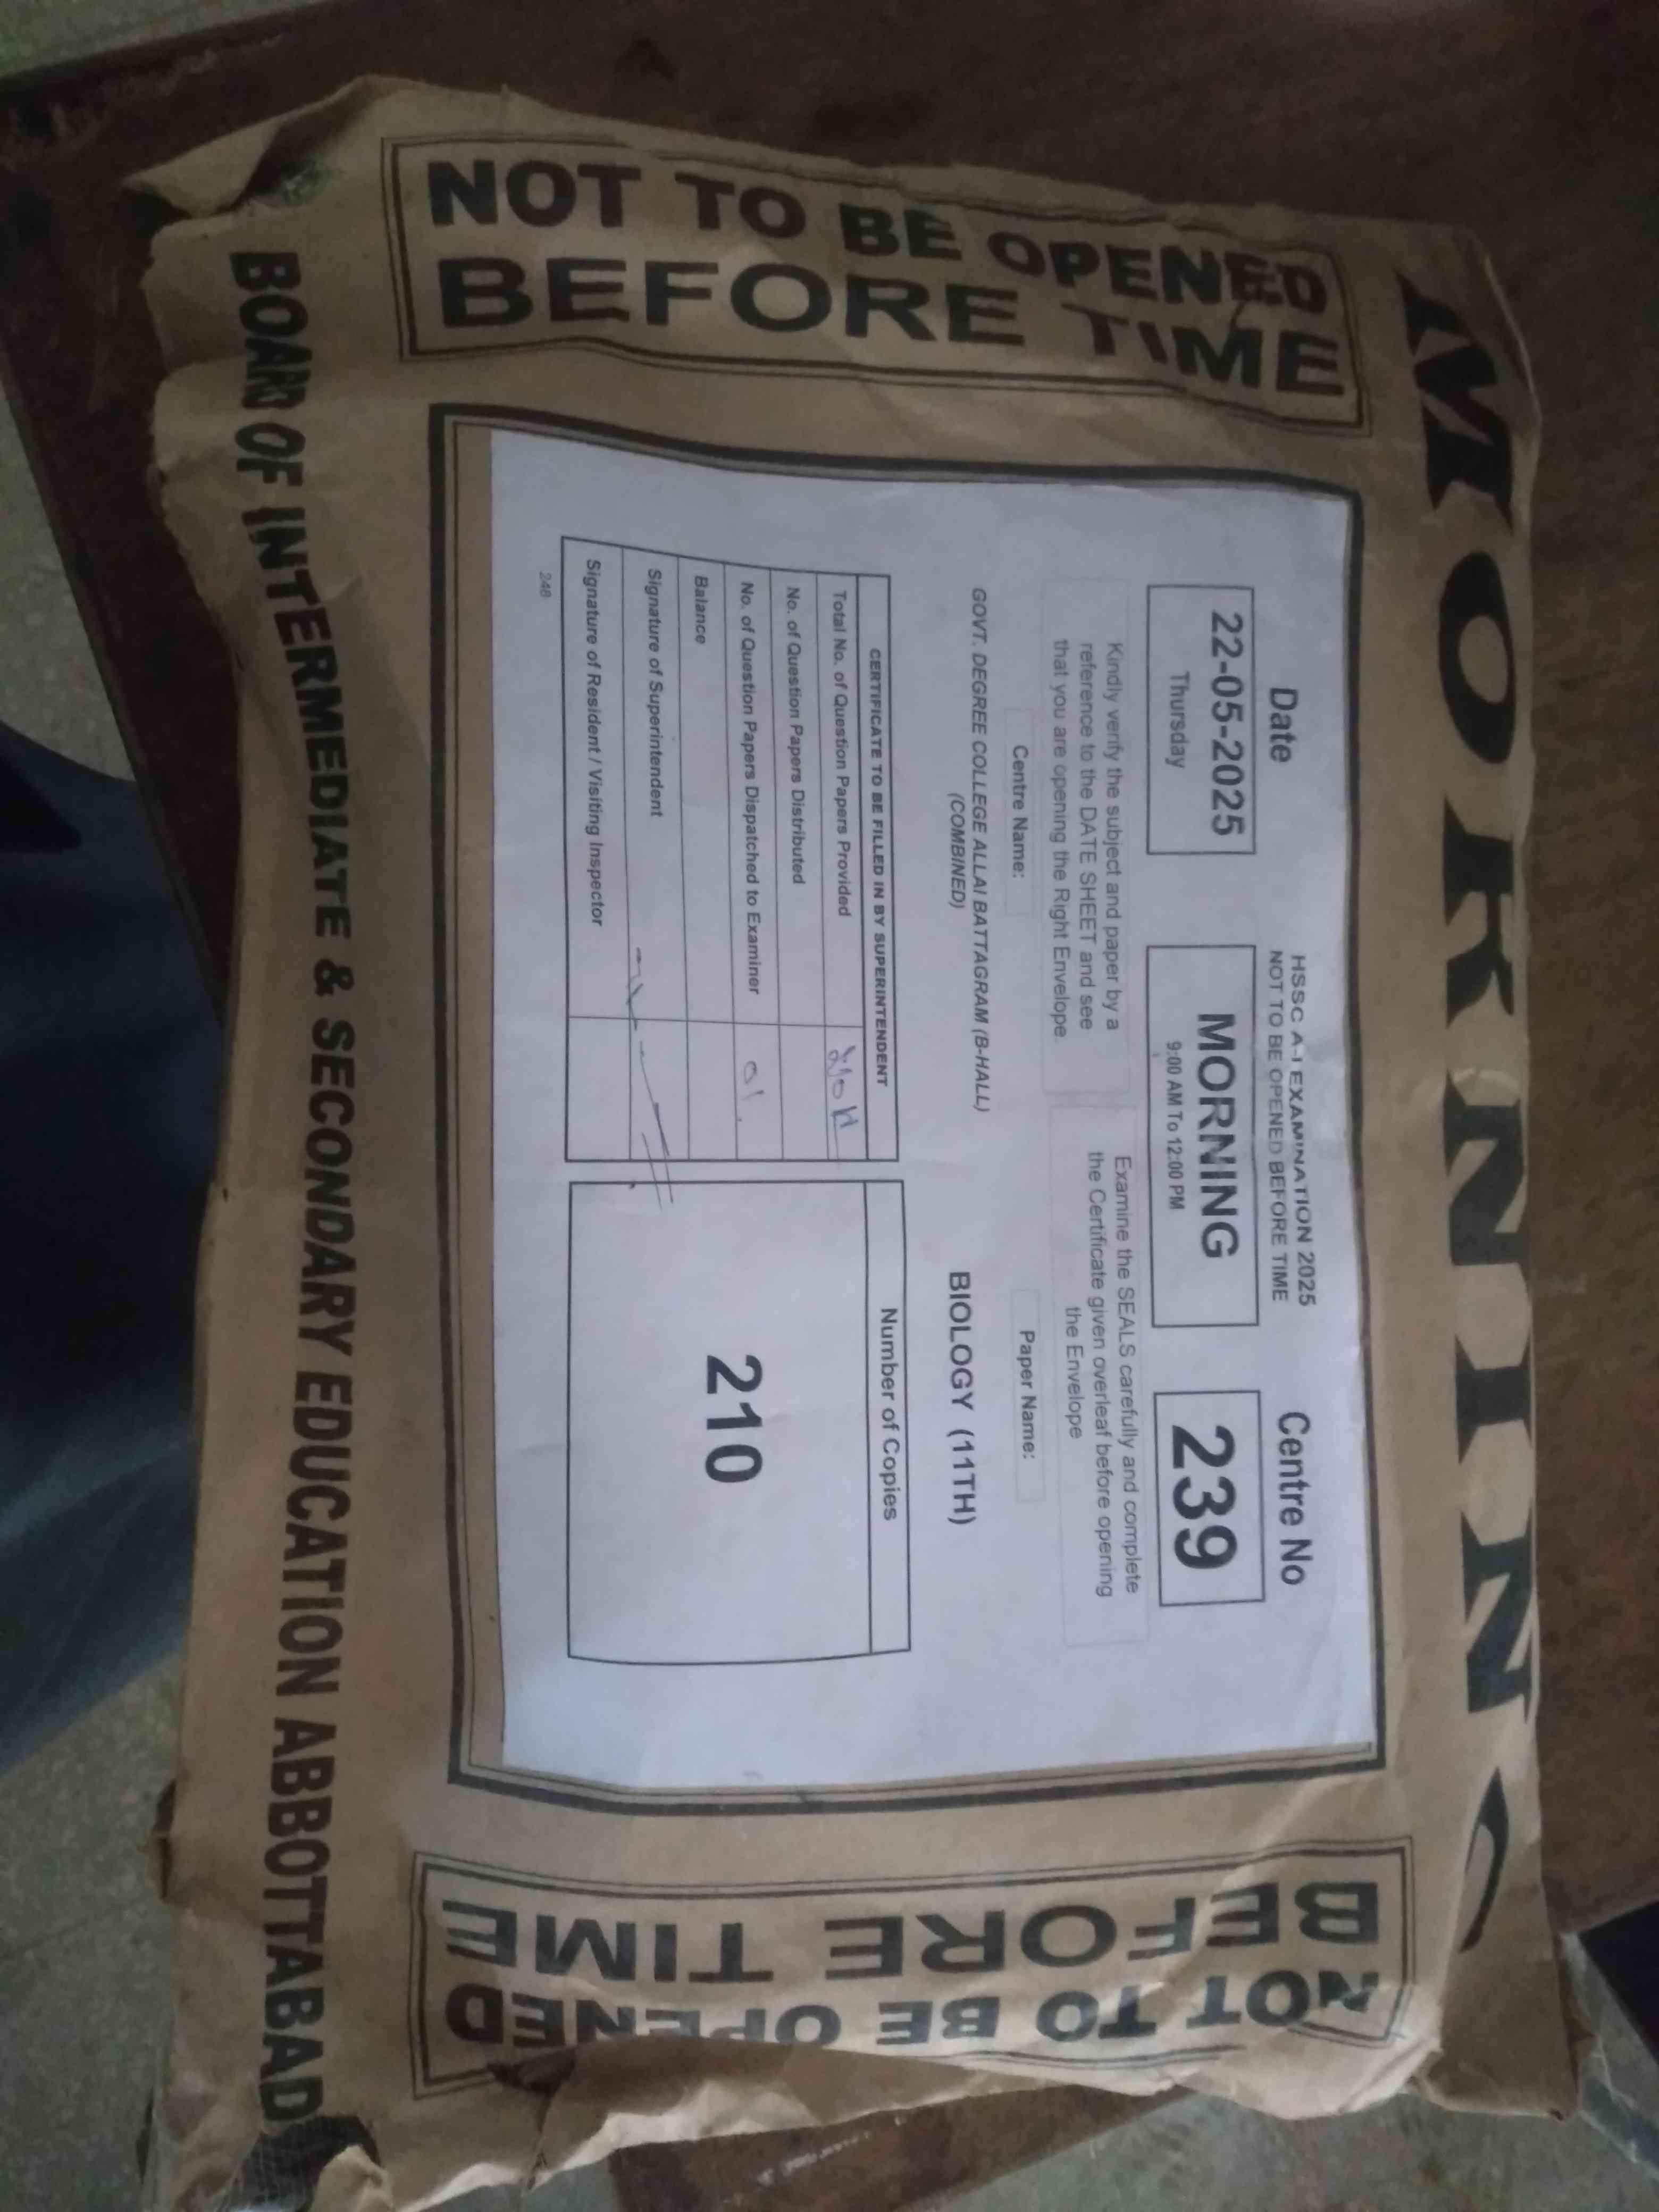 MORNING
NOT TO BE OPENED
BEFORE TIME
HSSC A-I EXAMINATION 2025
NOT TO BE OPENED BEFORE TIME
Date
22-05-2025
Thursday
MORNING
9:00 AM To 12:00 PM
Centre No
239
Kindly verify the subject and paper by a
reference to the DATE SHEET and see
that you are opening the Right Envelope.
Examine the SEALS carefully and complete
the Certificate given overleaf before opening
the Envelope
Centre Name:
GOVT. DEGREE COLLEGE ALLAI BATTAGRAM (B-HALL)
(COMBINED)
Paper Name:
BIOLOGY (11TH)
CERTIFICATE TO BE FILLED IN BY SUPERINTENDENT
Total No. of Question Papers Provided
No. of Question Papers Distributed
No. of Question Papers Dispatched to Examiner 01
Balance
Signature of Superintendent
Signature of Resident / Visiting Inspector
246
Number of Copies
210
NOT TO BE OPENED
BEFORE TIME
BOARD OF INTERMEDIATE & SECONDARY EDUCATION ABBOTTABAD